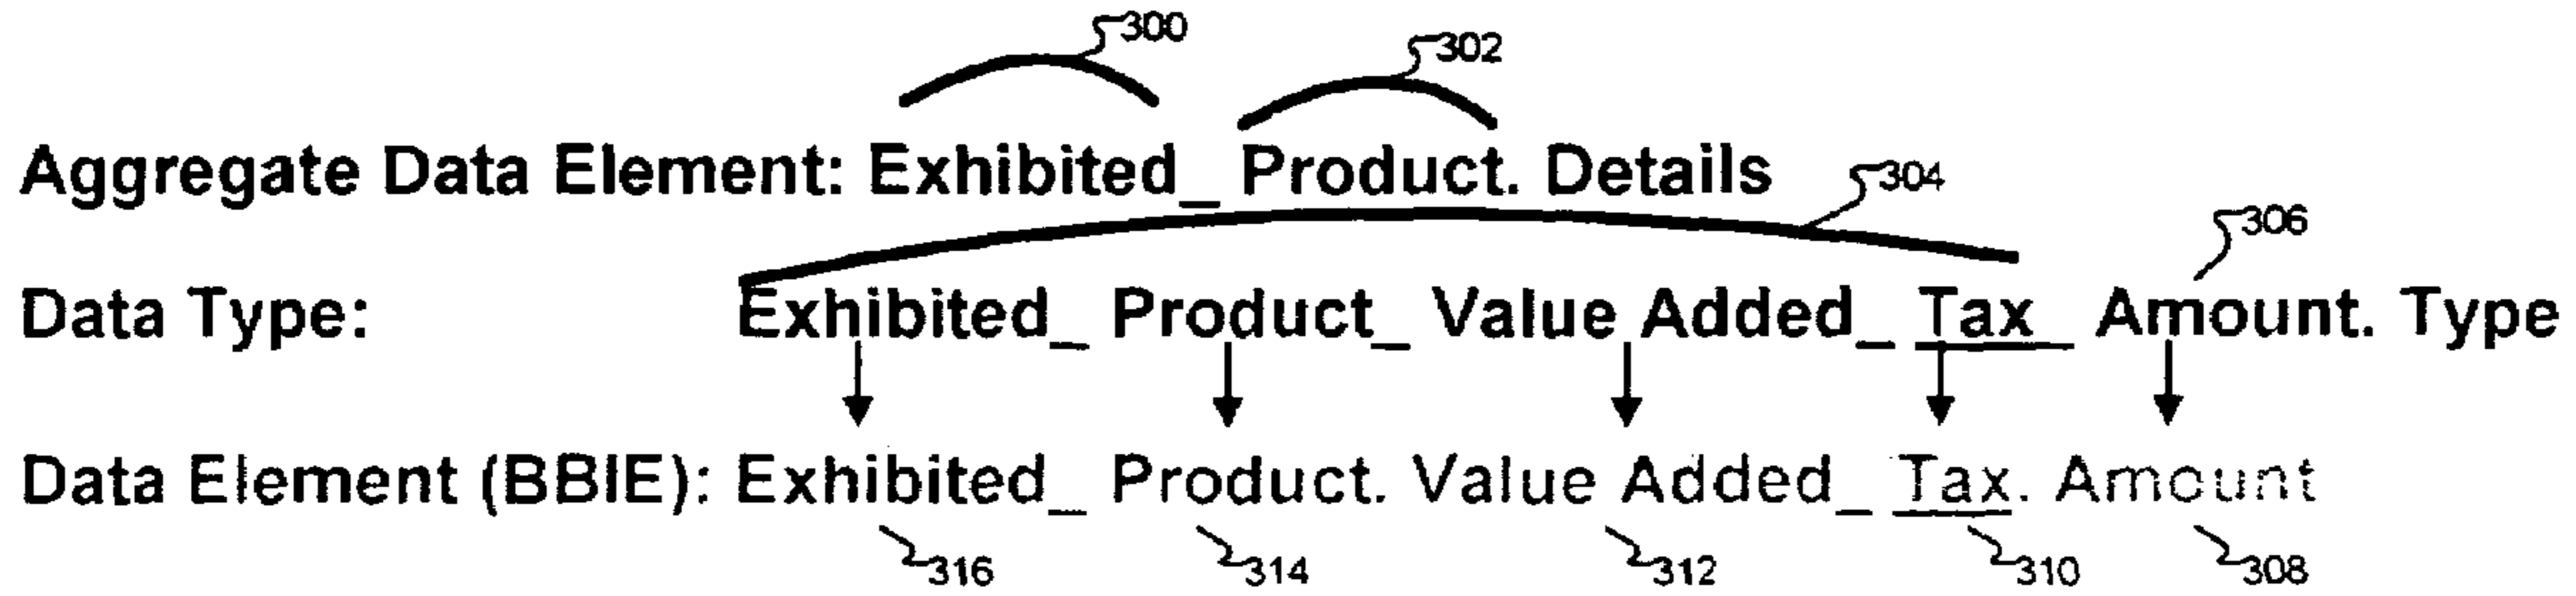 300
302
Aggregate Data Element: Exhibited_ Product. Details
304
306
Data Type: Exhibited_ Product_ Value Added_ Tax_ Amount. Type
Data Element (BBIE): Exhibited_ Product. Value Added_ Tax. Amount
316 314 312 310 308